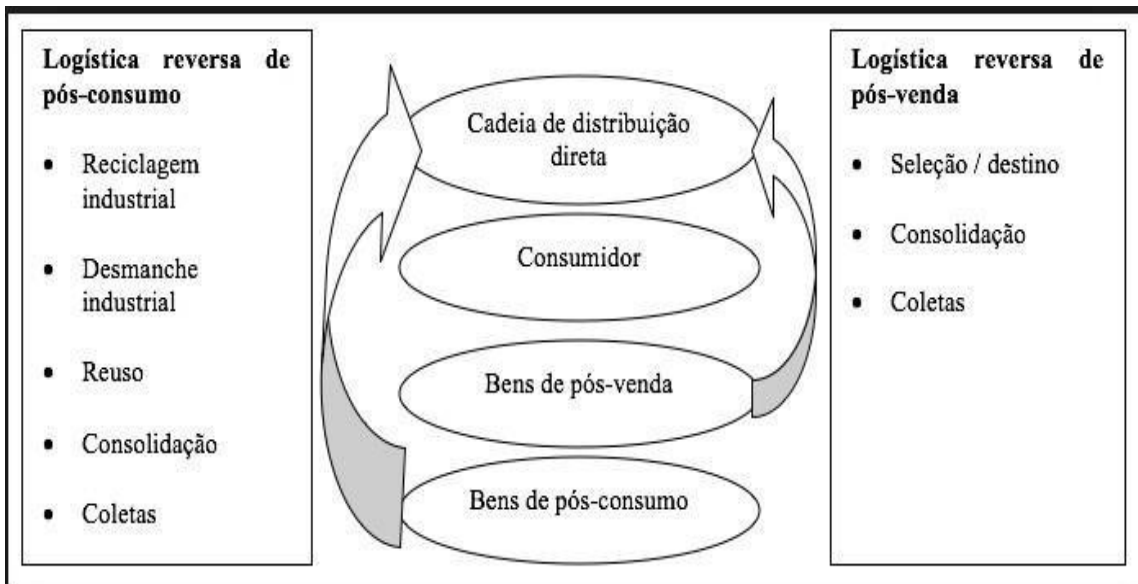 Logística reversa de
pós-consumo
• Reciclagem
industrial
• Desmanche
industrial
• Reuso
• Consolidação
• Coletas
Cadeia de distribuição
direta
Consumidor
Bens de pós-venda
Bens de pós-consumo
Logística reversa de
pós-venda
• Seleção / destino
• Consolidação
• Coletas